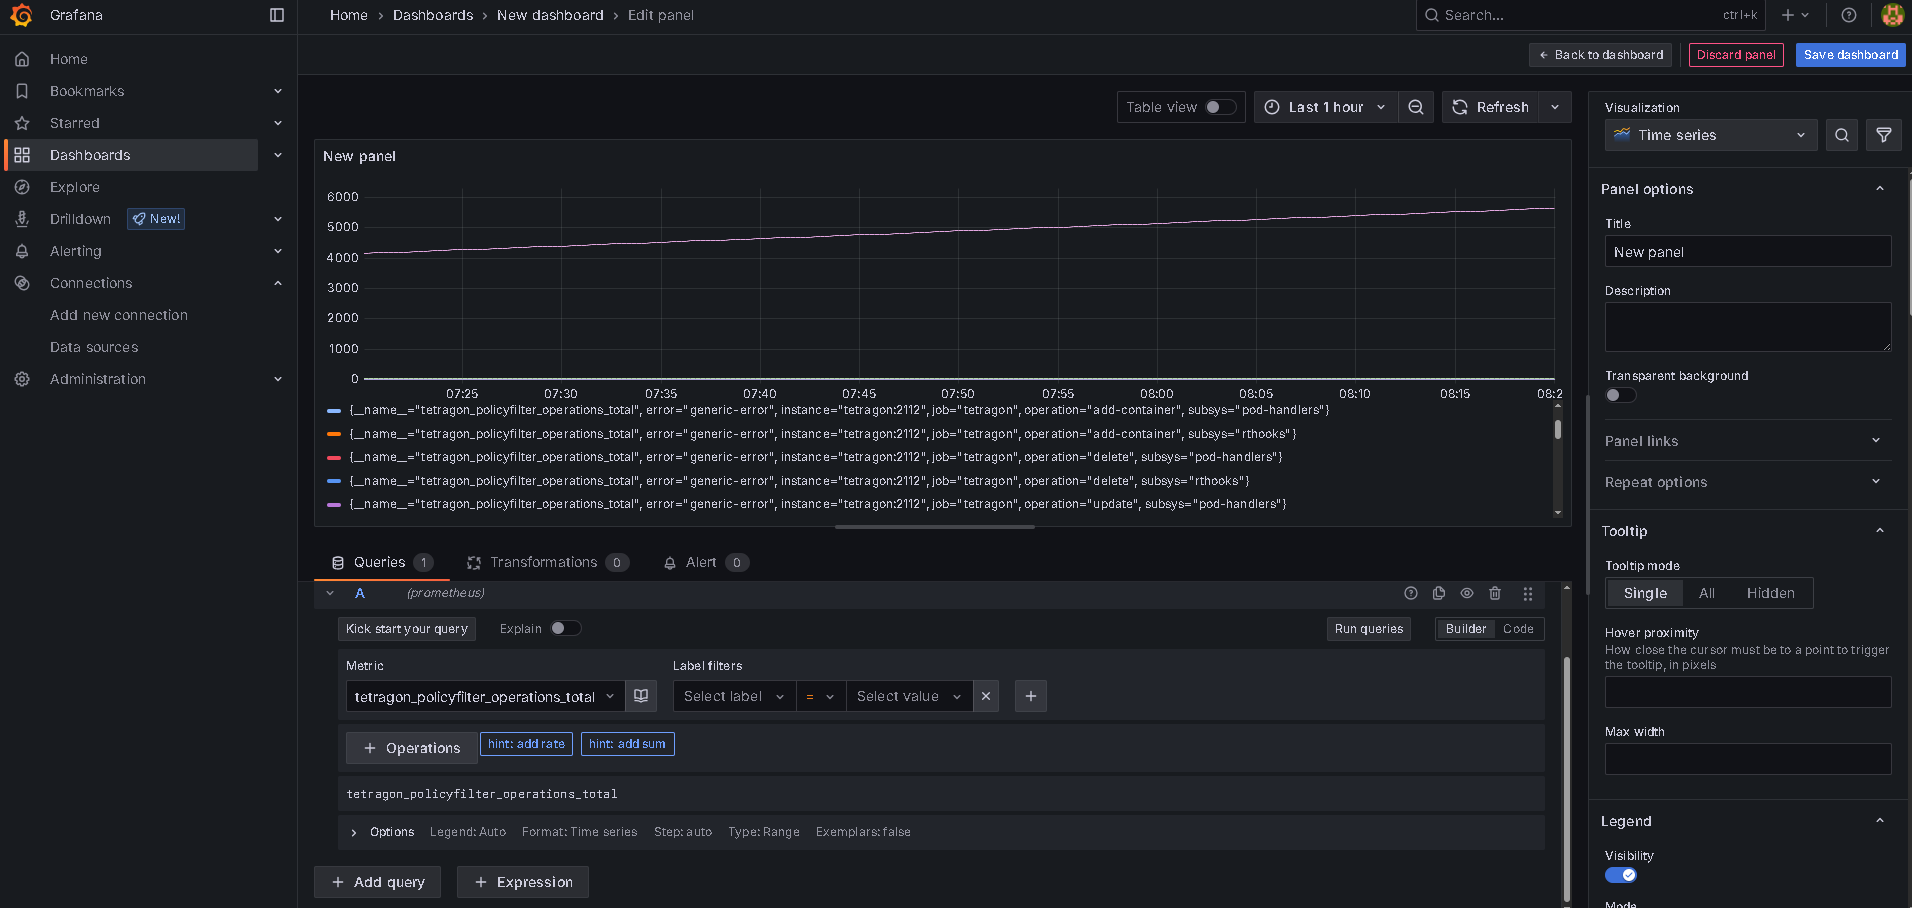 Grafana
Home › Dashboards › New dashboard › Edit panel
Search...
ctrl+k
Back to dashboard
Discard panel
Save dashboard
Home
Bookmarks
Starred
Dashboards
Explore
Drilldown New!
Alerting
Connections
Add new connection
Data sources
Administration
Table view
Last 1 hour
Refresh
New panel
6000
5000
4000
3000
2000
1000
0
07:25 07:30 07:35 07:40 07:45 07:50 07:55 08:00 08:05 08:10 08:15 08:2
{__name__="tetragon_policyfilter_operations_total", error="generic-error", instance="tetragon:2112", job="tetragon", operation="add-container", subsys="pod-handlers"}
{__name__="tetragon_policyfilter_operations_total", error="generic-error", instance="tetragon:2112", job="tetragon", operation="add-container", subsys="rthooks"}
{__name__="tetragon_policyfilter_operations_total", error="generic-error", instance="tetragon:2112", job="tetragon", operation="delete", subsys="pod-handlers"}
{__name__="tetragon_policyfilter_operations_total", error="generic-error", instance="tetragon:2112", job="tetragon", operation="delete", subsys="rthooks"}
{__name__="tetragon_policyfilter_operations_total", error="generic-error", instance="tetragon:2112", job="tetragon", operation="update", subsys="pod-handlers"}
Queries 1
Transformations 0
Alert 0
A (prometheus)
Kick start your query
Explain
Run queries
Builder Code
Metric
Label filters
tetragon_policyfilter_operations_total
Select label
=
Select value
+ Operations
hint: add rate
hint: add sum
tetragon_policyfilter_operations_total
Options Legend: Auto Format: Time series Step: auto Type: Range Exemplars: false
+ Add query
+ Expression
Visualization
Time series
Panel options
Title
New panel
Description
Transparent background
Panel links
Repeat options
Tooltip
Tooltip mode
Single All Hidden
Hover proximity
How close the cursor must be to a point to trigger
the tooltip, in pixels
Max width
Legend
Visibility
Mode